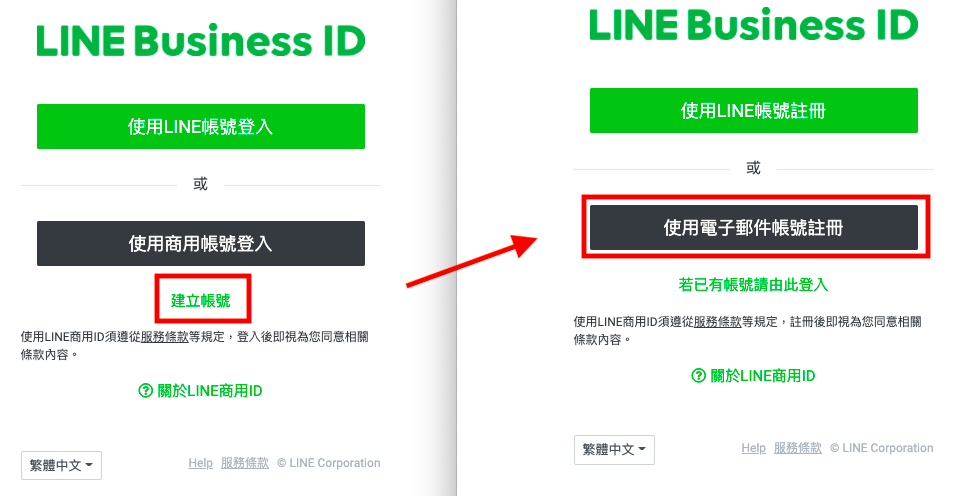 LINE Business ID
使用LINE帳號登入
或
使用商用帳號登入
建立帳號
使用LINE商用ID須遵從服務條款等規定，登入後即視為您同意相關
條款內容。
關於LINE商用ID
繁體中文
Help 服務條款 © LINE Corporation
LINE Business ID
使用LINE帳號註冊
或
使用電子郵件帳號註冊
若已有帳號請由此登入
使用LINE商用ID須遵從服務條款等規定，註冊後即視為您同意相關
條款內容。
關於LINE商用ID
繁體中文
Help 服務條款 © LINE Corporation